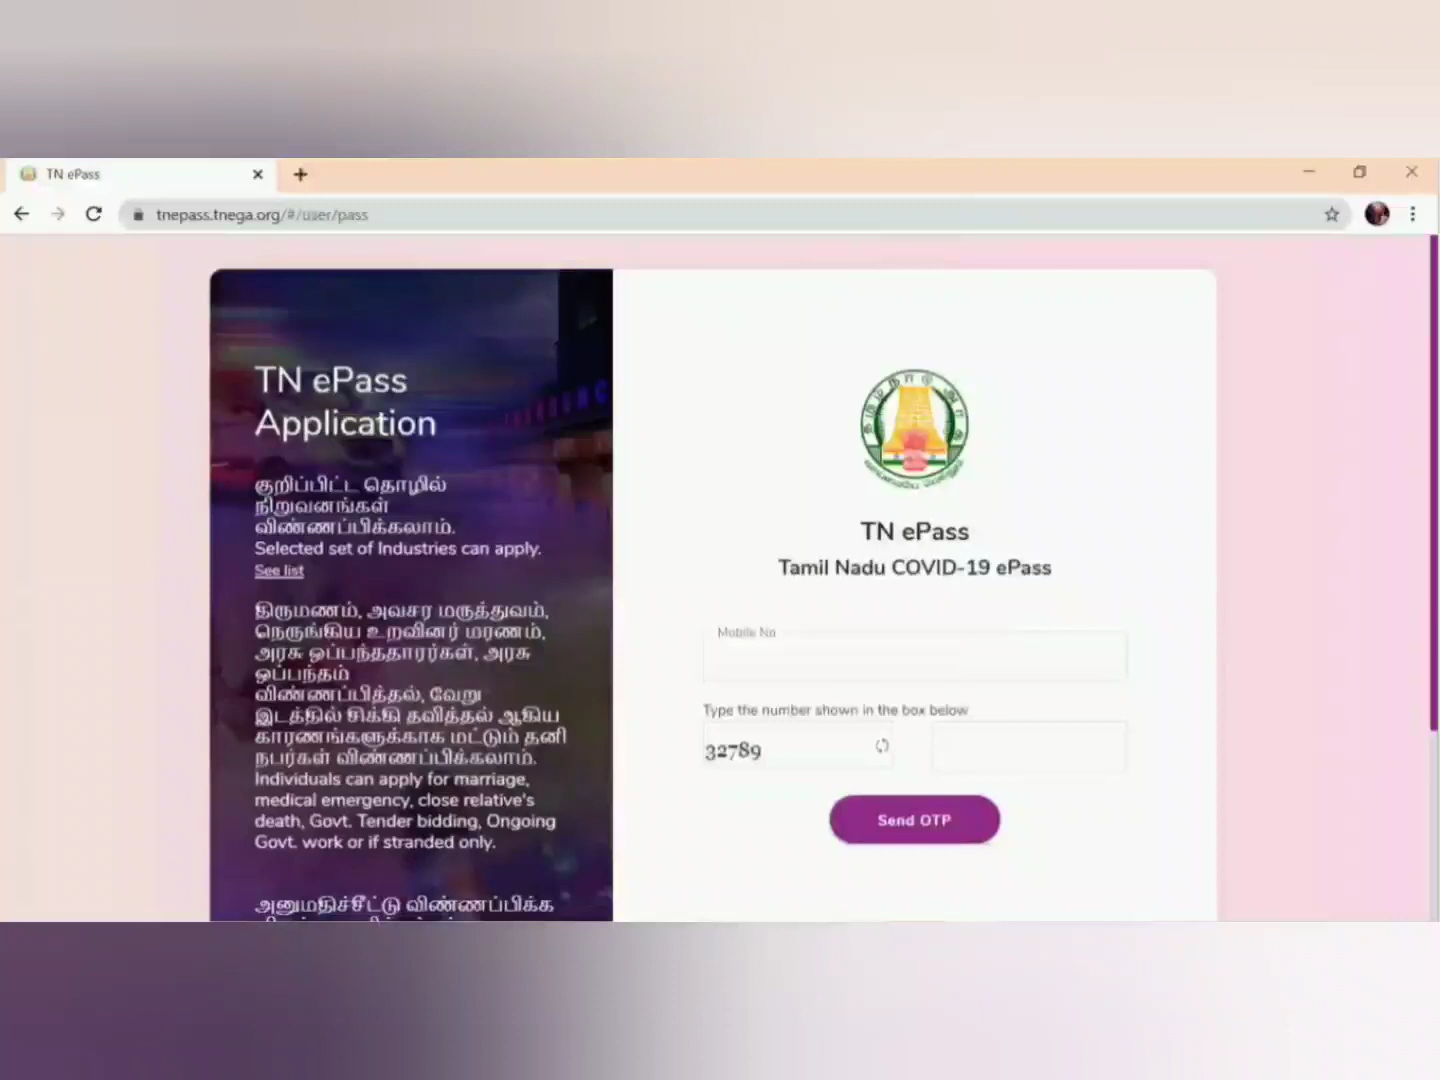 TN ePass
tnepass.tnega.org/#/user/pass
TN ePass
Application
குறிப்பிட்ட தொழில்
நிறுவனங்கள்
விண்ணப்பிக்கலாம்.
Selected set of Industries can apply.
See list
திருமணம், அவசர மருத்துவம்,
நெருங்கிய உறவினர் மரணம்,
அரசு ஒப்பந்ததாரர்கள், அரசு
ஒப்பந்தம்
விண்ணப்பித்தல், வேறு
இடத்தில் சிக்கி தவித்தல் ஆகிய
காரணங்களுக்காக மட்டும் தனி
நபர்கள் விண்ணப்பிக்கலாம்.
Individuals can apply for marriage,
medical emergency, close relative's
death, Govt. Tender bidding, Ongoing
Govt. work or if stranded only.
அனுமதிச்சீட்டு விண்ணப்பிக்க
தமிழ்நாடு அரசு
வாய்மையே வெல்லும்
TN ePass
Tamil Nadu COVID-19 ePass
Mobile No
Type the number shown in the box below
32789
Send OTP